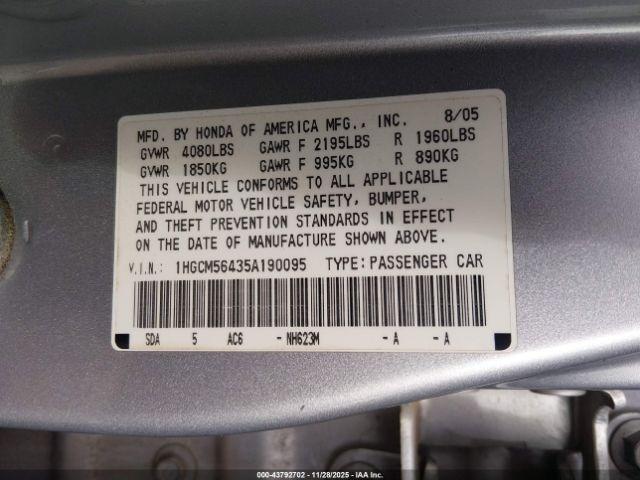 MFD. BY HONDA OF AMERICA MFG., INC. 8/05
GVWR 4080LBS GAWR F 2195LBS R 1960LBS
GVWR 1850KG GAWR F 995KG R 890KG
THIS VEHICLE CONFORMS TO ALL APPLICABLE
FEDERAL MOTOR VEHICLE SAFETY, BUMPER,
AND THEFT PREVENTION STANDARDS IN EFFECT
ON THE DATE OF MANUFACTURE SHOWN ABOVE.
V.I.N.: 1HGCM56435A190095 TYPE: PASSENGER CAR
SDA 5 AC6 - NH623M - A - A
000-43792702 - 11/28/2025 - IAAI.COM